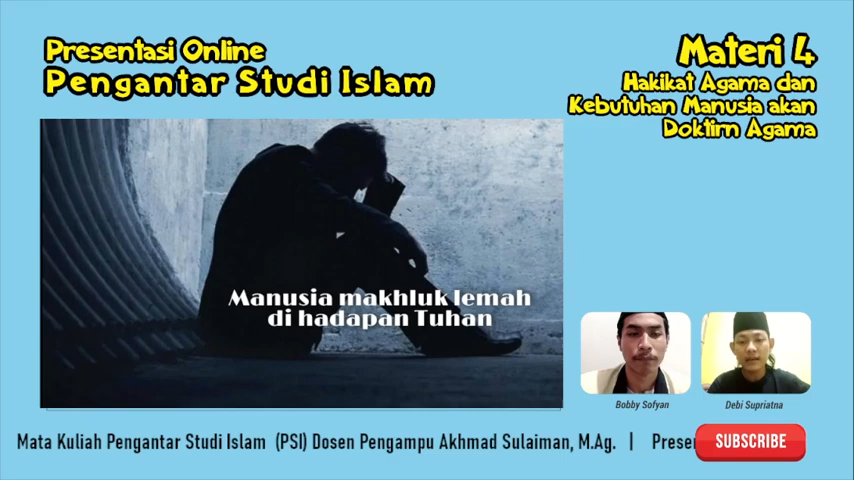 Presentasi Online
Pengantar Studi Islam
Materi 4
Hakikat Agama dan
Kebutuhan Manusia akan
Doktirn Agama
Manusia makhluk lemah
di hadapan Tuhan
Bobby Sofyan
Debi Supriatna
Mata Kuliah Pengantar Studi Islam (PSI) Dosen Pengampu Akhmad Sulaiman, M.Ag. | Preser
SUBSCRIBE